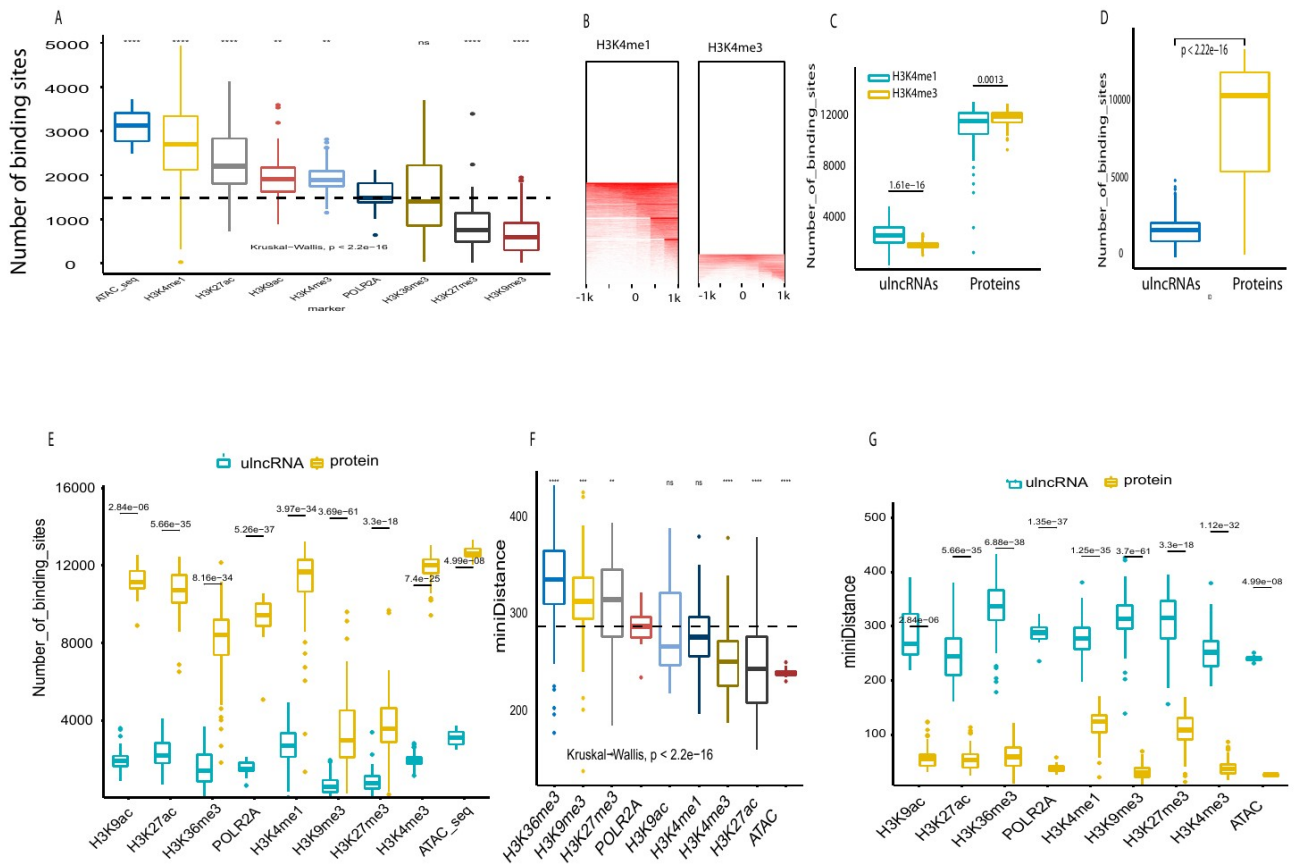 A
Number of binding sites
5000
4000
3000
2000
1000
0
**** **** **** ** ** ns **** ****
Kruskal−Wallis, p < 2.2e−16
ATAC_seq
H3K4me1
H3K27ac
H3K9ac
H3K4me3
POLR2A
H3K36me3
H3K27me3
H3K9me3
marker
B
H3K4me1
H3K4me3
-1k 0 1k
-1k 0 1k
C
Number_of_binding_sites
H3K4me1
H3K4me3
0.0013
1.61e−16
12000
8000
4000
ulncRNAs Proteins
D
Number_of_binding_sites
p < 2.22e−16
10000
5000
0
ulncRNAs Proteins
E
ulncRNA protein
Number_of_binding_sites
16000
12000
8000
4000
2.84e−06
5.66e−35
8.16e−34
5.26e−37
3.97e−34
3.69e−61
3.3e−18
7.4e−25
4.99e−08
H3K9ac
H3K27ac
H3K36me3
POLR2A
H3K4me1
H3K9me3
H3K27me3
H3K4me3
ATAC_seq
F
miniDistance
400
300
200
**** *** ** ns ns **** **** ****
Kruskal−Wallis, p < 2.2e−16
H3K36me3
H3K9me3
H3K27me3
POLR2A
H3K9ac
H3K4me1
H3K4me3
H3K27ac
ATAC
G
ulncRNA protein
miniDistance
500
400
300
200
100
2.84e−06
5.66e−35
6.88e−38
1.35e−37
1.25e−35
3.7e−61
3.3e−18
1.12e−32
4.99e−08
H3K9ac
H3K27ac
H3K36me3
POLR2A
H3K4me1
H3K9me3
H3K27me3
H3K4me3
ATAC